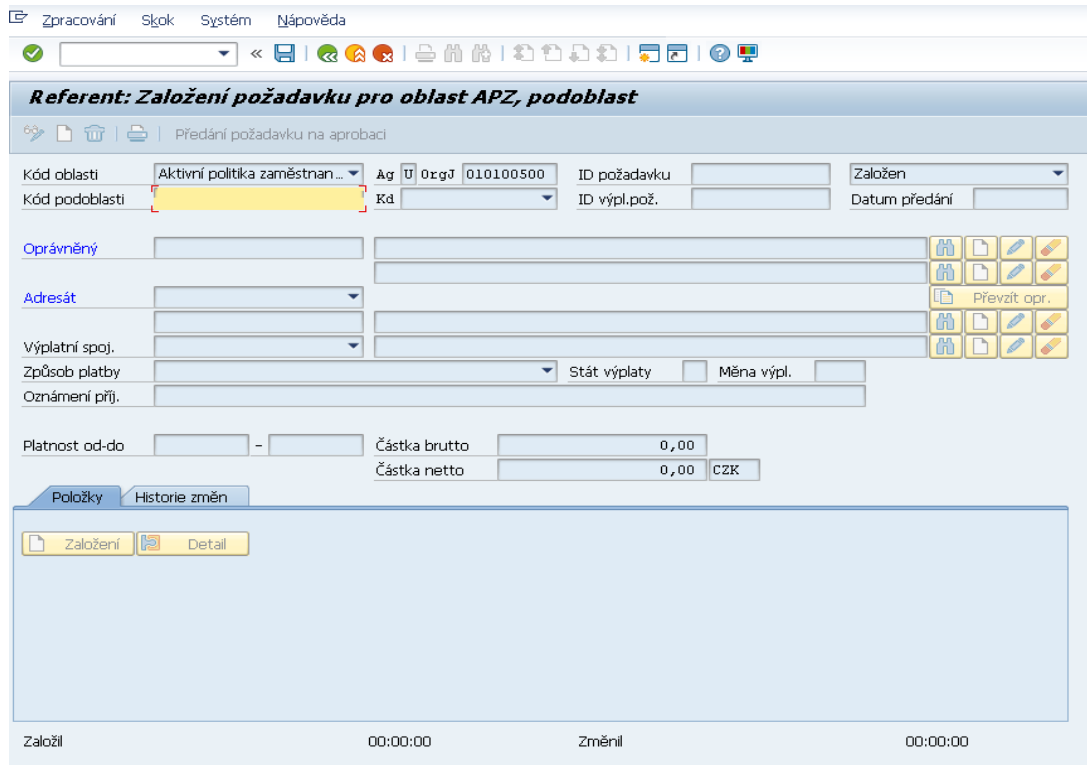 Zpracování Skok Systém Nápověda
Referent: Založení požadavku pro oblast APZ, podoblast
Předání požadavku na aprobaci
Kód oblasti Aktivní politika zaměstnan... Ag U OrgJ 010100500 ID požadavku Založen
Kód podoblasti Kd ID výpl.pož. Datum předání
Oprávněný
Adresát Převzít opr.
Výplatní spoj.
Způsob platby Stát výplaty Měna výpl.
Oznámení příj.
Platnost od-do – Částka brutto 0,00
Částka netto 0,00 CZK
Položky Historie změn
Založení Detail
Založil 00:00:00 Změnil 00:00:00